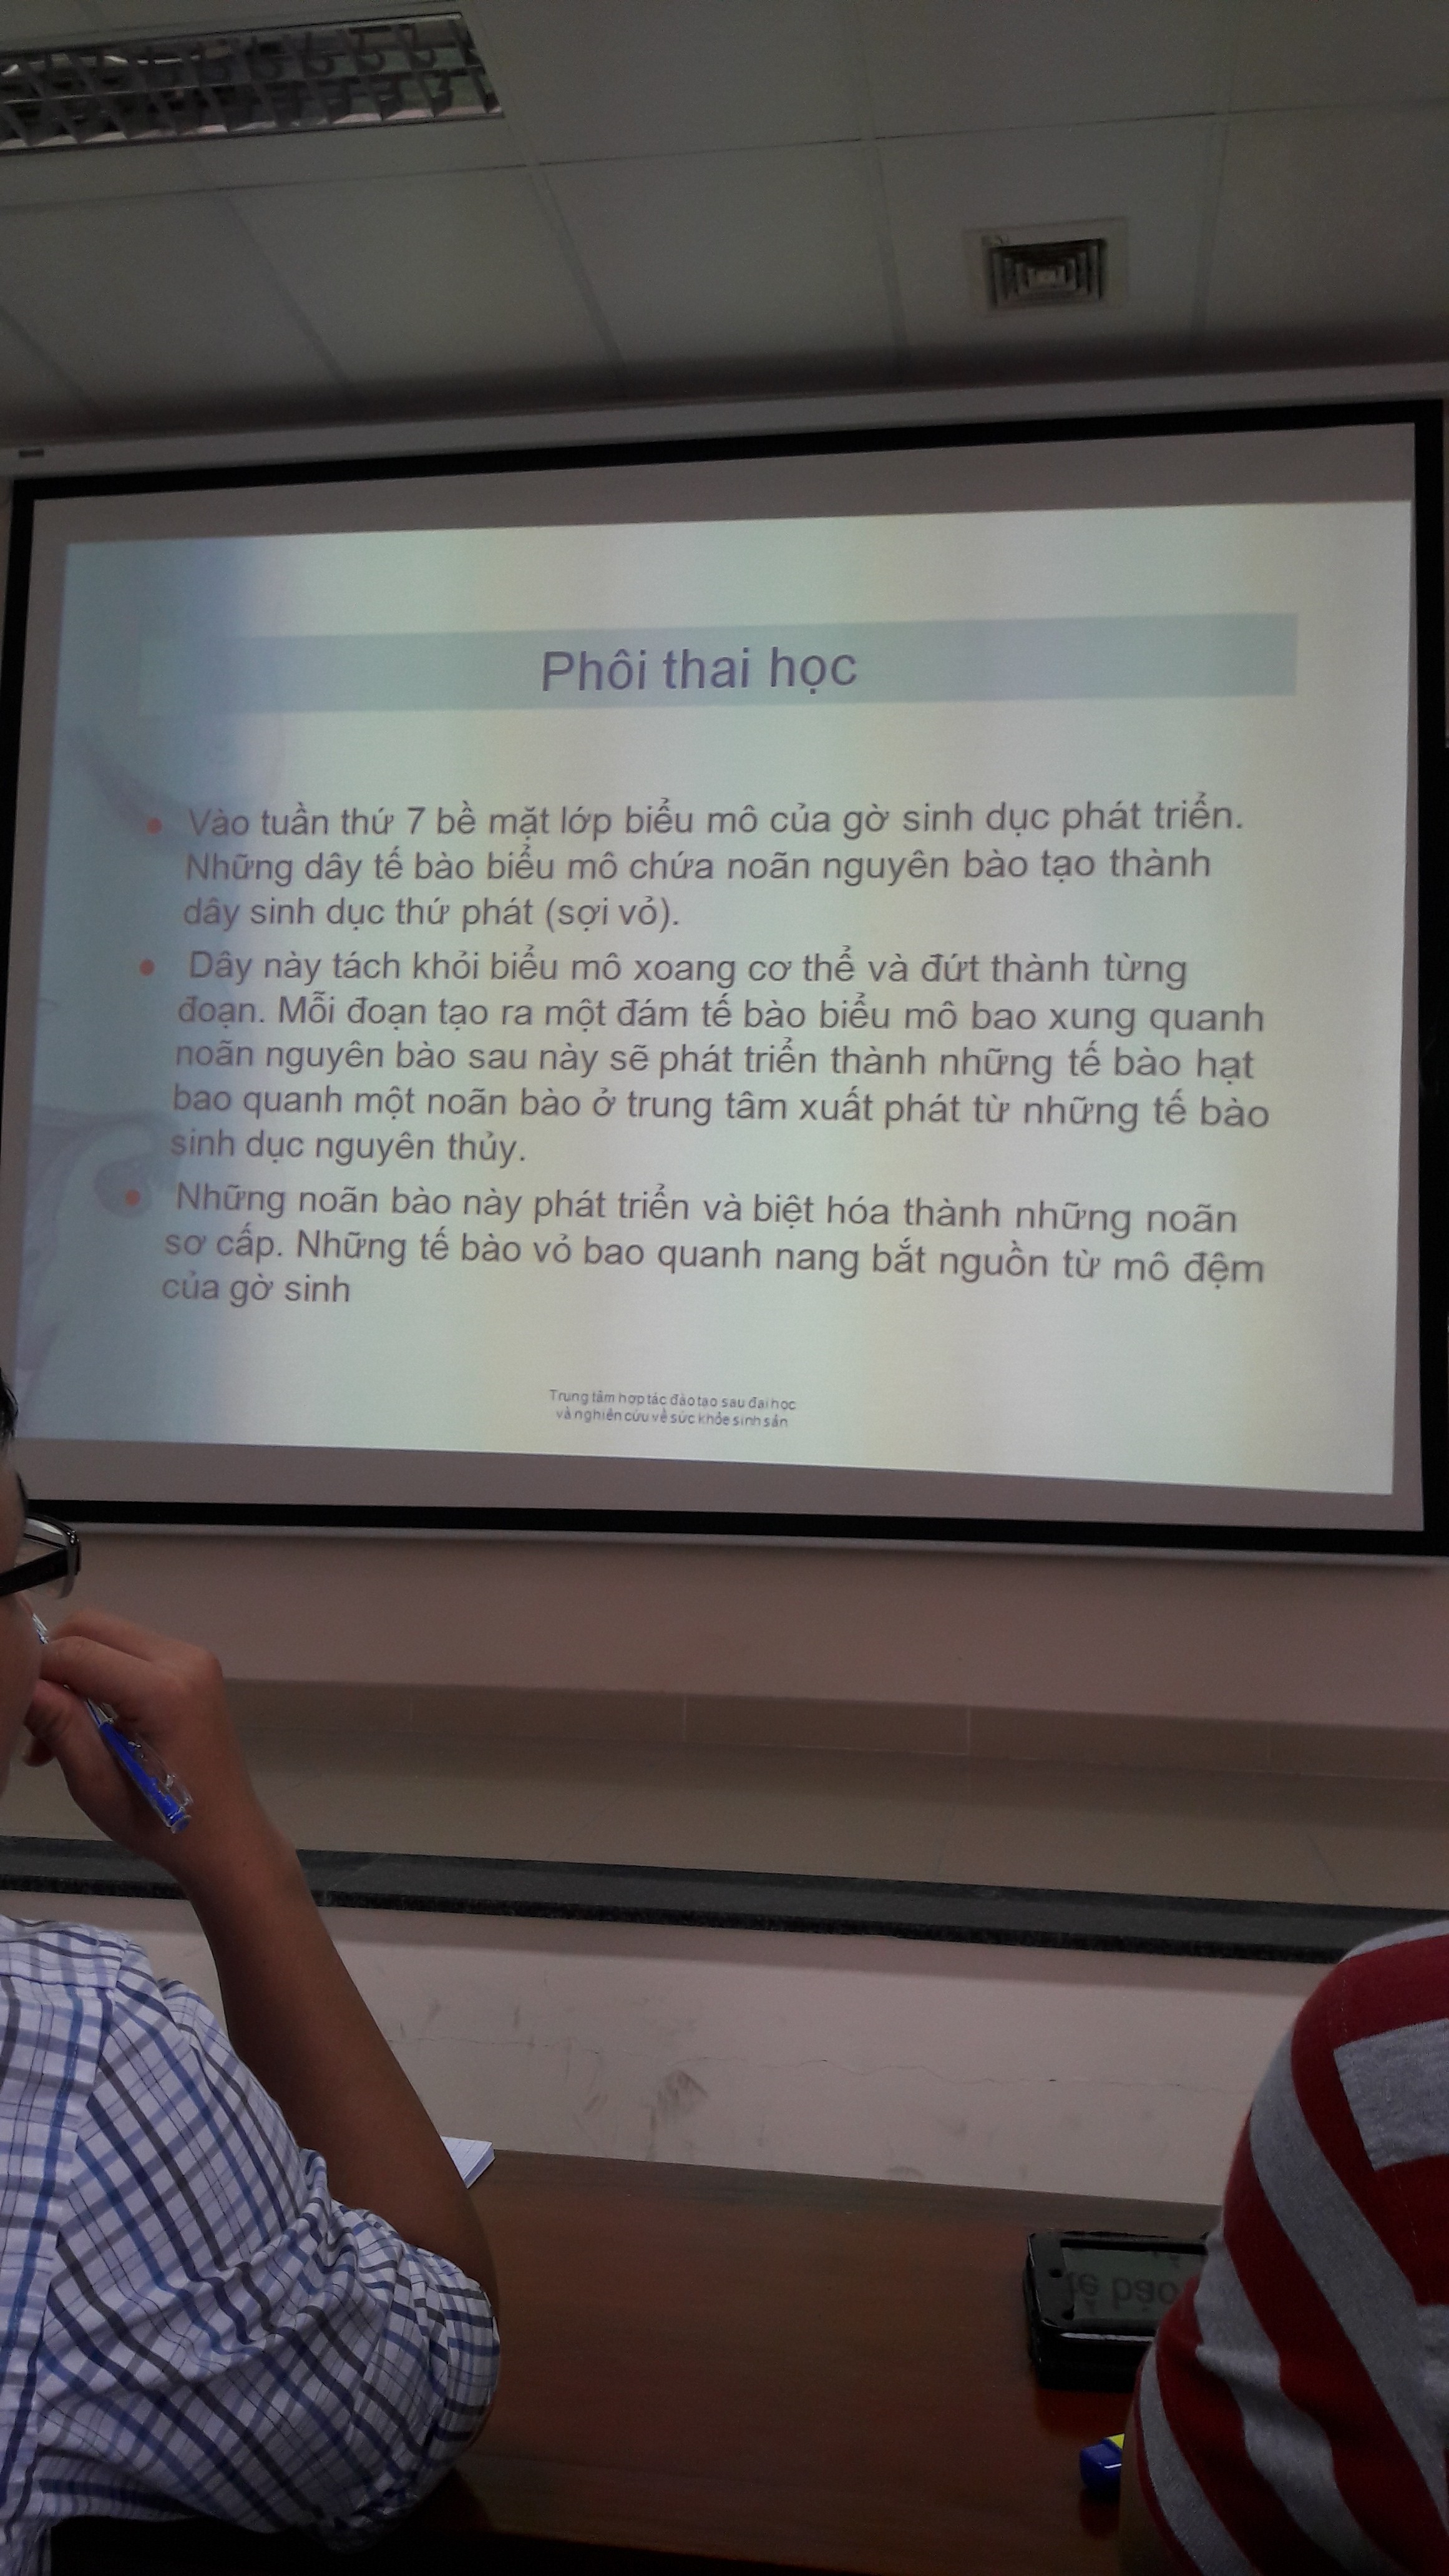 Phôi thai học
• Vào tuần thứ 7 bề mặt lớp biểu mô của gờ sinh dục phát triển.
Những dây tế bào biểu mô chứa noãn nguyên bào tạo thành
dây sinh dục thứ phát (sợi vỏ).
• Dây này tách khỏi biểu mô xoang cơ thể và đứt thành từng
đoạn. Mỗi đoạn tạo ra một đám tế bào biểu mô bao xung quanh
noãn nguyên bào sau này sẽ phát triển thành những tế bào hạt
bao quanh một noãn bào ở trung tâm xuất phát từ những tế bào
sinh dục nguyên thủy.
• Những noãn bào này phát triển và biệt hóa thành những noãn
sơ cấp. Những tế bào vỏ bao quanh nang bắt nguồn từ mô đệm
của gờ sinh
Trung tâm hợp tác đào tạo sau đại học
và nghiên cứu về sức khỏe sinh sản